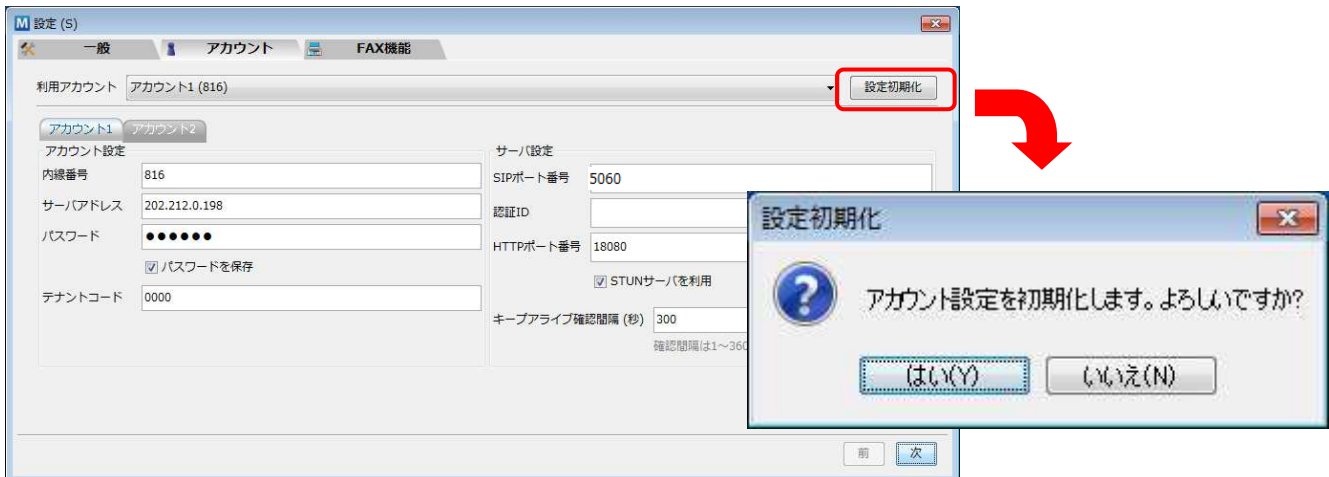 M 設定 (S)
一般 アカウント FAX機能
利用アカウント アカウント1 (816) 設定初期化
アカウント1 アカウント2
アカウント設定
内線番号 816
サーバアドレス 202.212.0.198
パスワード ●●●●●●
パスワードを保存
テナントコード 0000
サーバ設定
SIPポート番号 5060
認証ID
HTTPポート番号 18080
STUNサーバを利用
キープアライブ確認間隔 (秒) 300
確認間隔は1～360
前 次
設定初期化
アカウント設定を初期化します。よろしいですか?
はい(Y) いいえ(N)